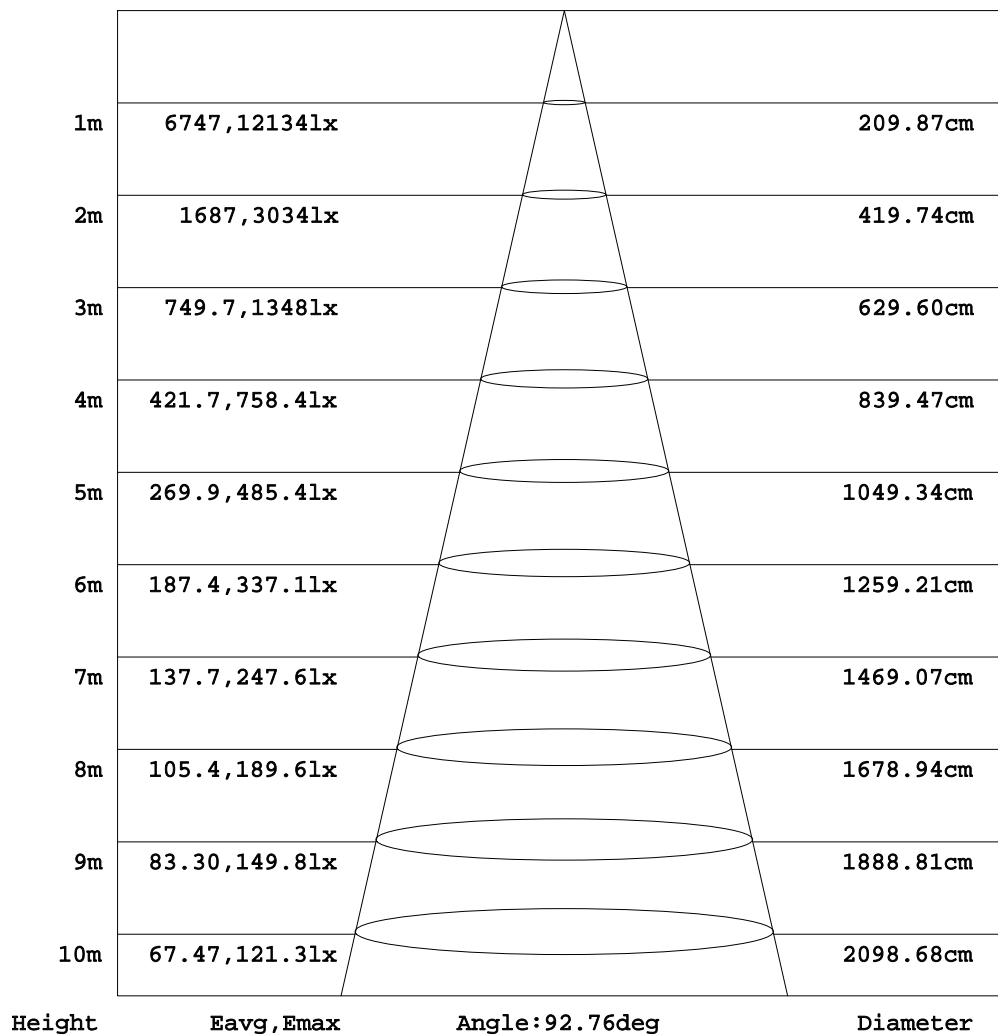 1m 6747,12134lx 209.87cm
2m 1687,3034lx 419.74cm
3m 749.7,1348lx 629.60cm
4m 421.7,758.4lx 839.47cm
5m 269.9,485.4lx 1049.34cm
6m 187.4,337.1lx 1259.21cm
7m 137.7,247.6lx 1469.07cm
8m 105.4,189.6lx 1678.94cm
9m 83.30,149.8lx 1888.81cm
10m 67.47,121.3lx 2098.68cm
Height Eavg,Emax Angle:92.76deg Diameter